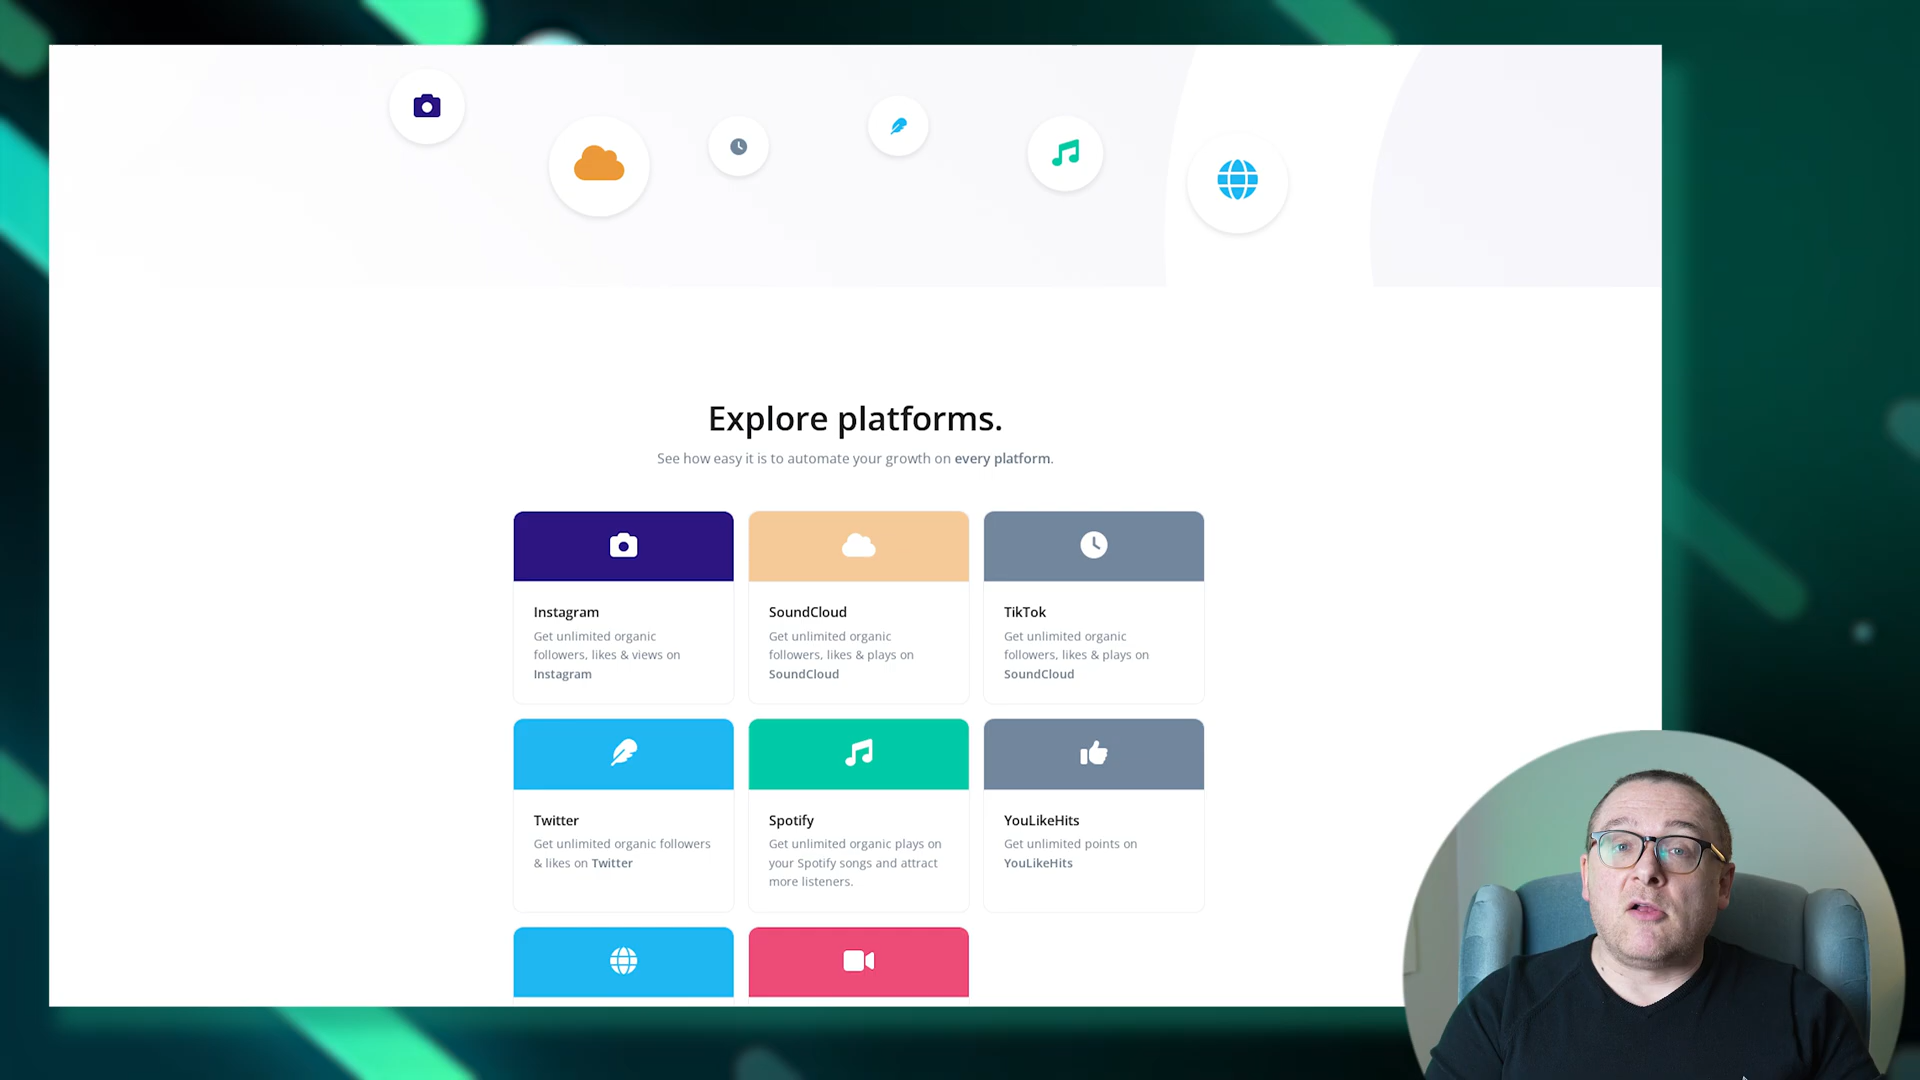 Explore platforms.
See how easy it is to automate your growth on every platform.
Instagram
Get unlimited organic
followers, likes & views on
Instagram
SoundCloud
Get unlimited organic
followers, likes & plays on
SoundCloud
TikTok
Get unlimited organic
followers, likes & plays on
SoundCloud
Twitter
Get unlimited organic followers
& likes on Twitter
Spotify
Get unlimited organic plays on
your Spotify songs and attract
more listeners.
YouLikeHits
Get unlimited points on
YouLikeHits